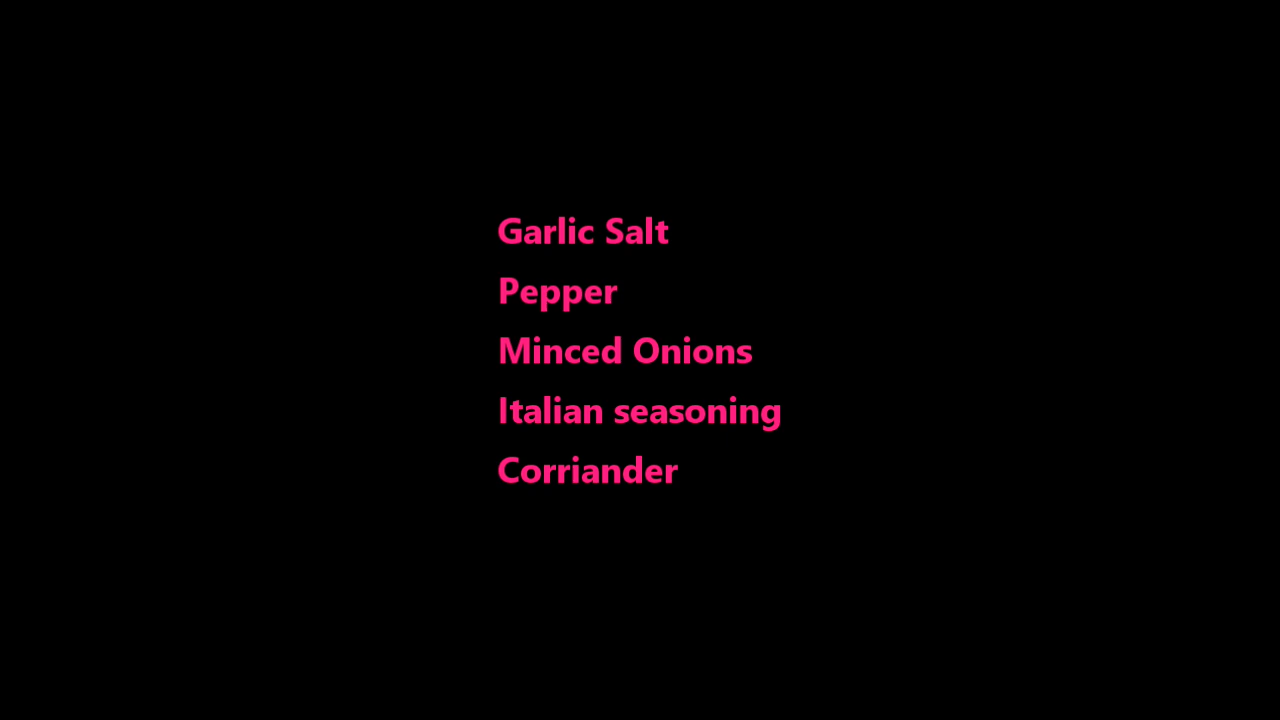 Garlic Salt
Pepper
Minced Onions
Italian seasoning
Corriander